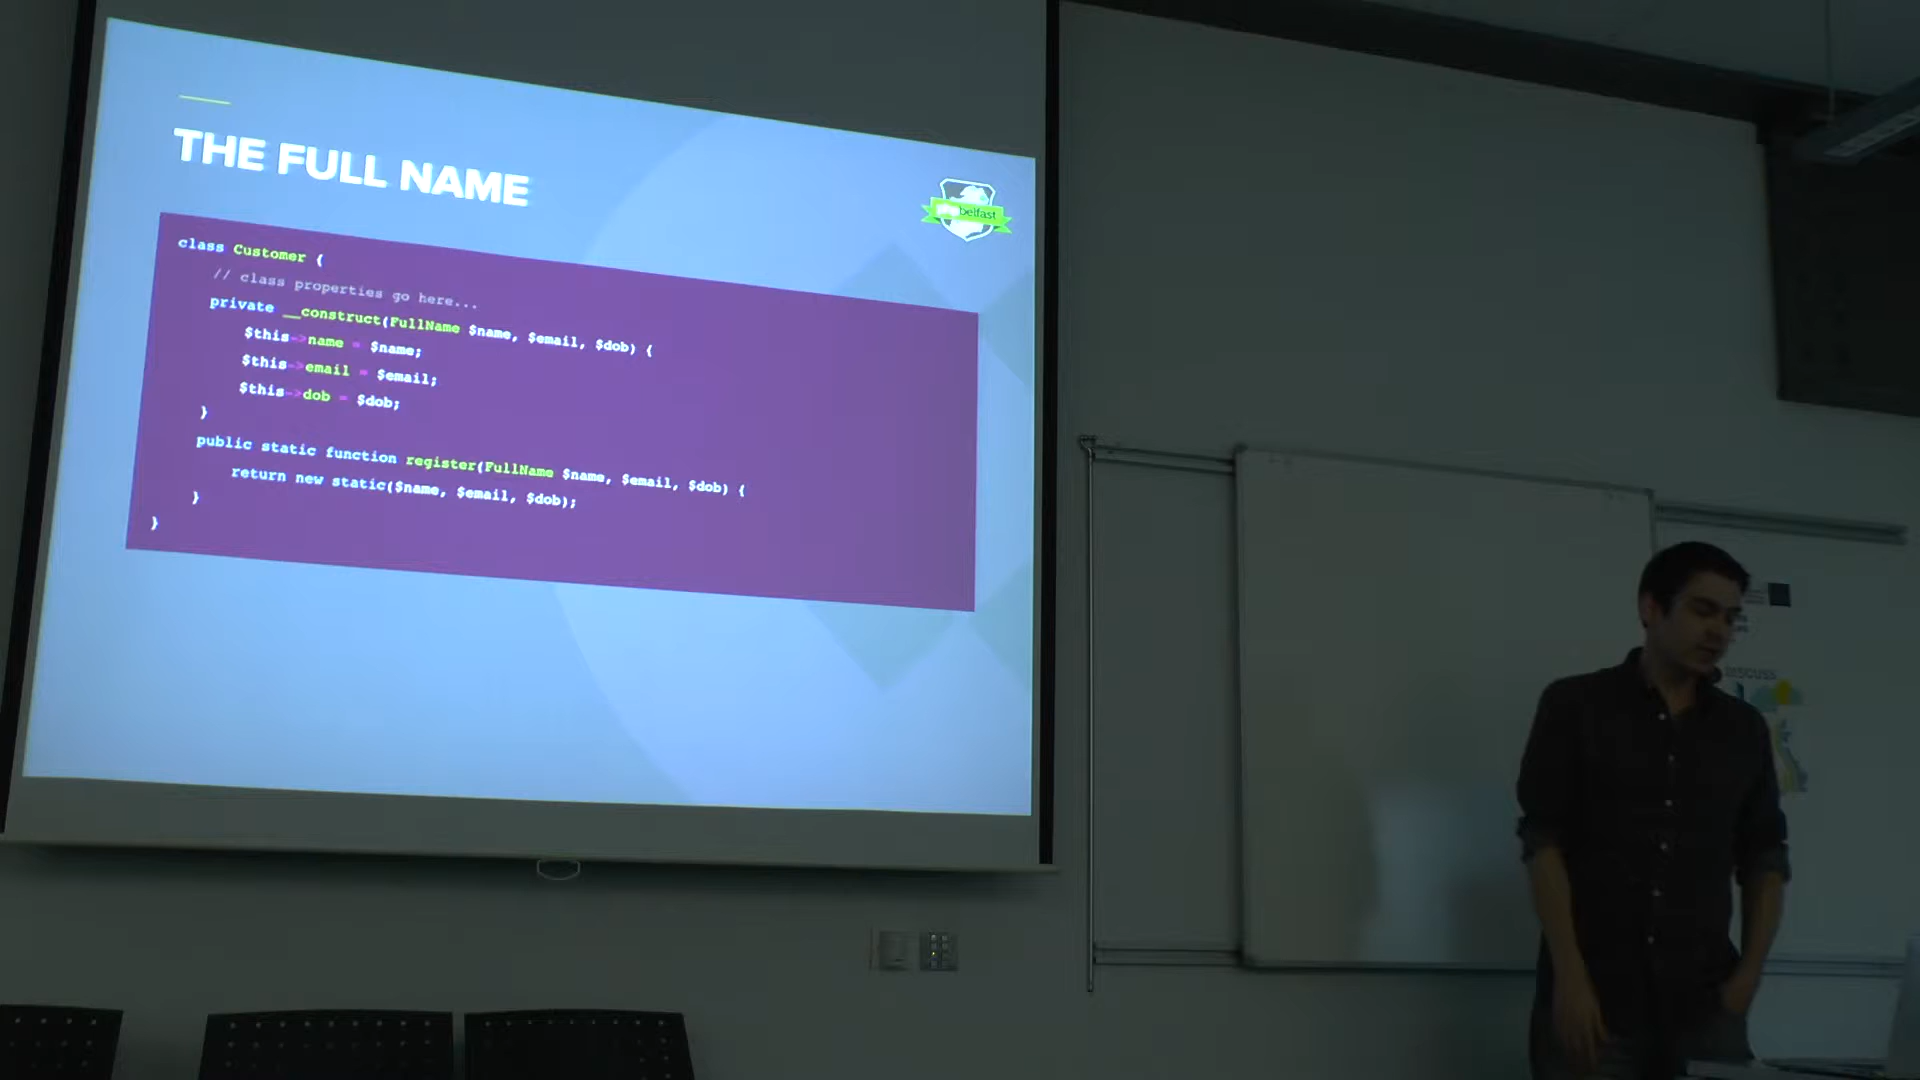 THE FULL NAME
belfast
class Customer {
// class properties go here...
private __construct(FullName $name, $email, $dob) {
$this->name = $name;
$this->email = $email;
$this->dob = $dob;
}
public static function register(FullName $name, $email, $dob) {
return new static($name, $email, $dob);
}
}
DISCUSS